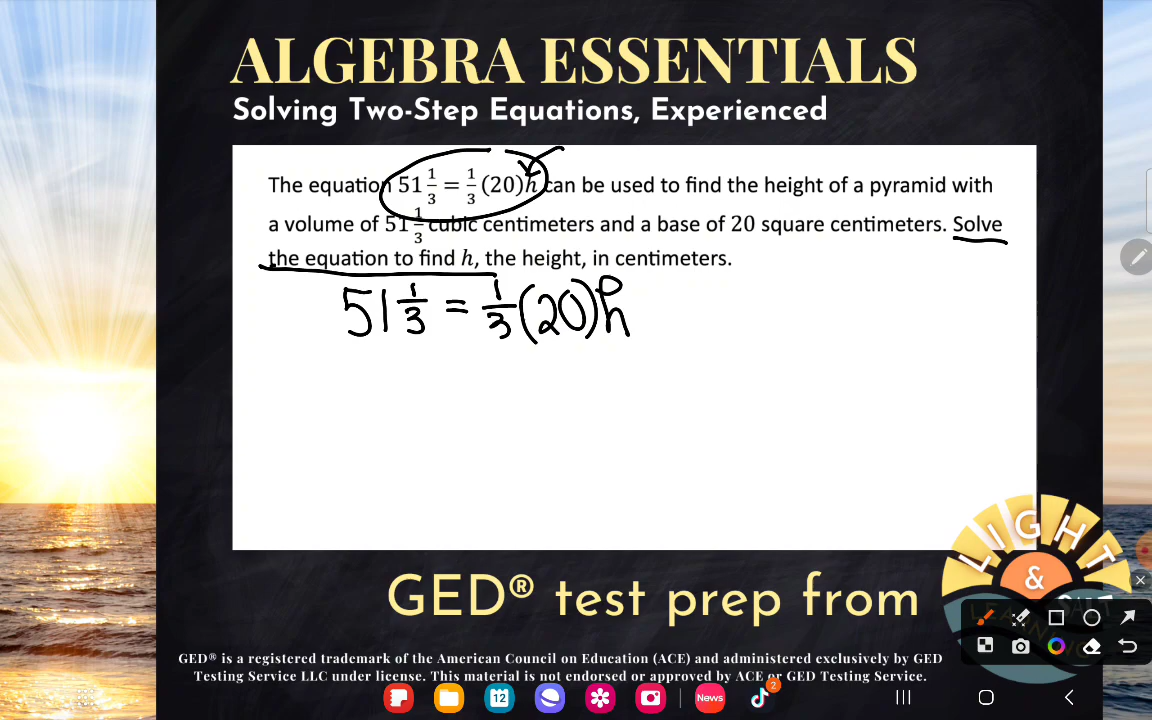 ALGEBRA ESSENTIALS
Solving Two-Step Equations, Experienced
The equation 51 1/3 = 1/3 (20)h can be used to find the height of a pyramid with
a volume of 51 1/3 cubic centimeters and a base of 20 square centimeters. Solve
the equation to find h, the height, in centimeters.
51 1/3 = 1/3 (20)h
LIGHT
&
GED® test prep from
GED® is a registered trademark of the American Council on Education (ACE) and administered exclusively by GED
Testing Service LLC under license. This material is not endorsed or approved by ACE or GED Testing Service.
12
News
2